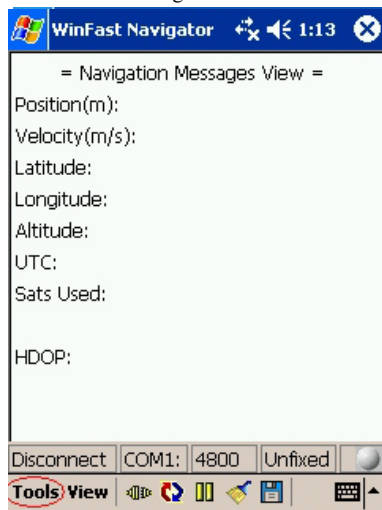 WinFast Navigator 1:13
= Navigation Messages View =
Position(m):
Velocity(m/s):
Latitude:
Longitude:
Altitude:
UTC:
Sats Used:
HDOP:
Disconnect COM1: 4800 Unfixed
Tools View